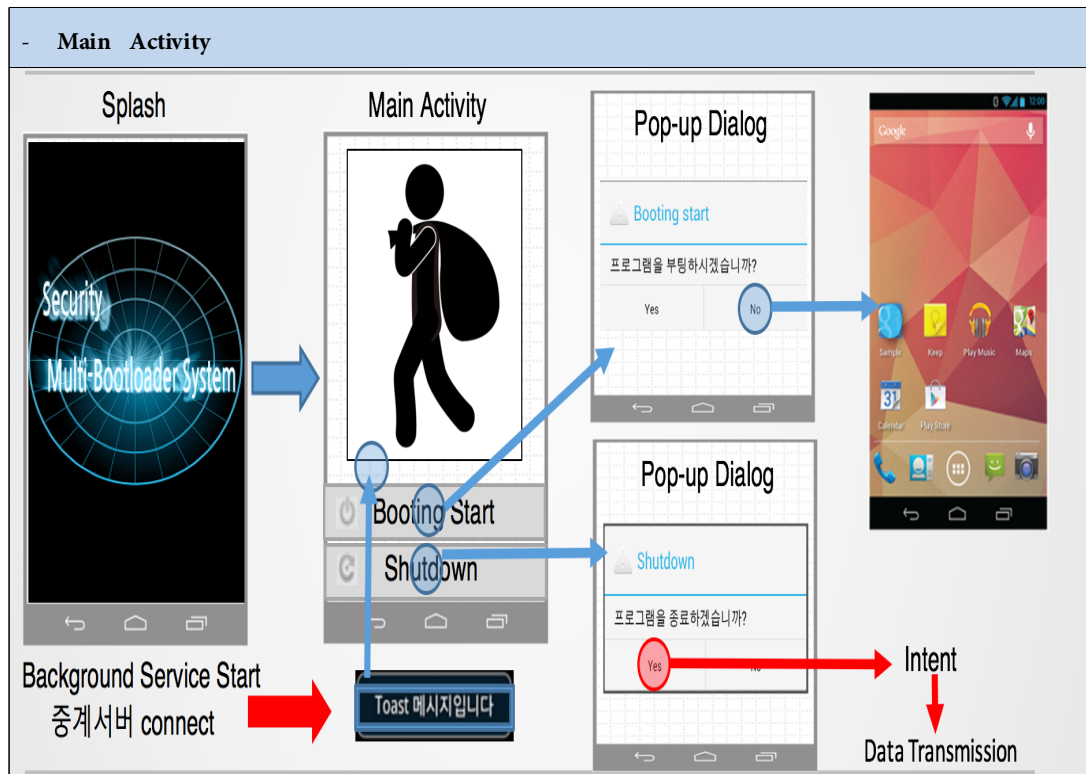 - Main Activity
Splash
Security
Multi-Bootloader System
Background Service Start
중계서버 connect
Main Activity
Booting Start
Shutdown
Toast 메시지입니다
Pop-up Dialog
Booting start
프로그램을 부팅하시겠습니까?
Yes No
Pop-up Dialog
Shutdown
프로그램을 종료하겠습니까?
Yes No
12:00
Google
Sample Keep Play Music Maps
31
Calendar Play Store
Intent
Data Transmission